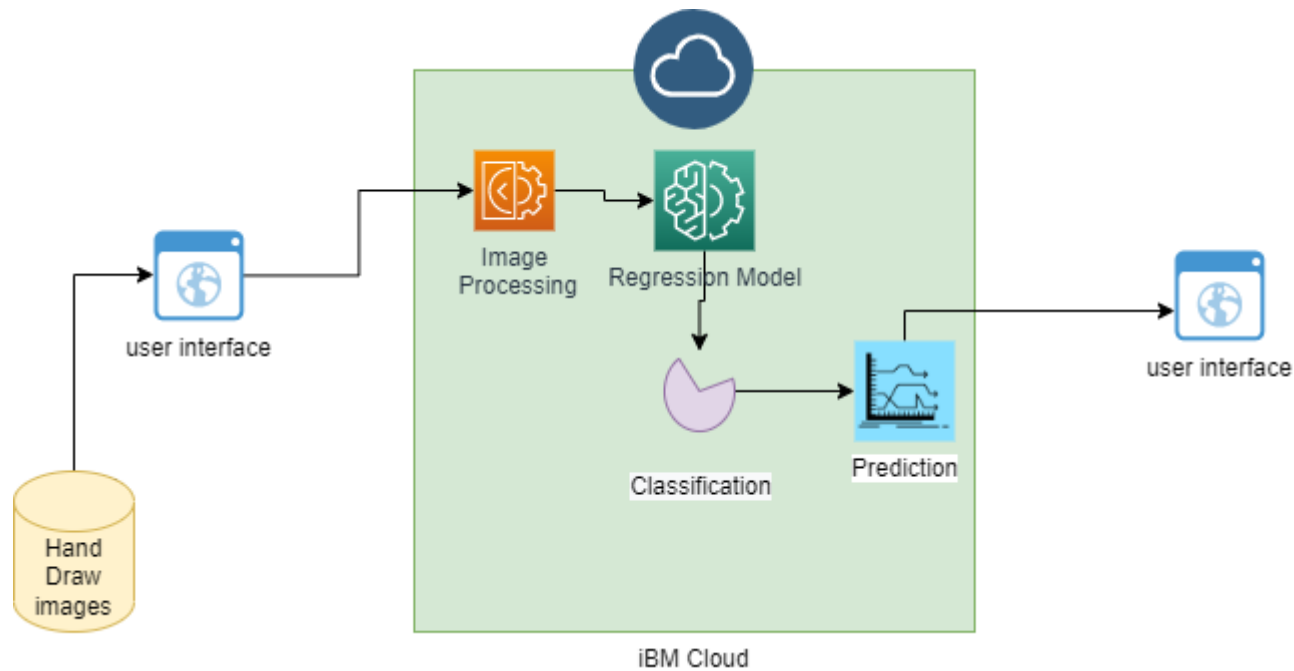 Image
Processing
Regression Model
user interface
user interface
Prediction
Classification
Hand
Draw
images
iBM Cloud